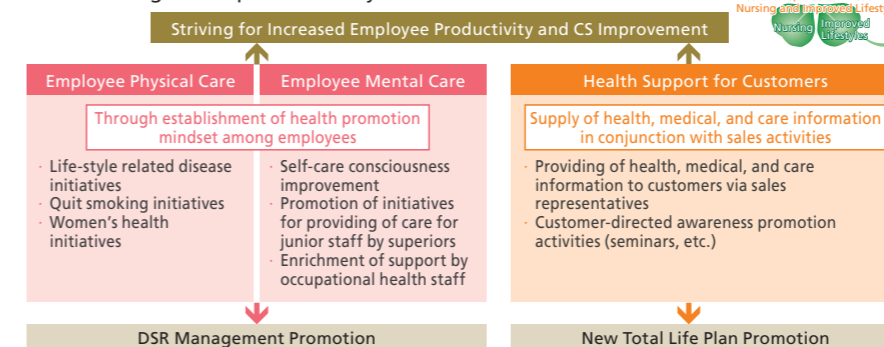 Nursing and Improved Lifest
Nursing
Improved
Lifestyles
Striving for Increased Employee Productivity and CS Improvement
Employee Physical Care
Employee Mental Care
Health Support for Customers
Through establishment of health promotion
mindset among employees
Supply of health, medical, and care information
in conjunction with sales activities
· Life-style related disease
initiatives
· Quit smoking initiatives
· Women's health
initiatives
· Self-care consciousness
improvement
· Promotion of initiatives
for providing of care for
junior staff by superiors
· Enrichment of support by
occupational health staff
· Providing of health, medical, and care
information to customers via sales
representatives
· Customer-directed awareness promotion
activities (seminars, etc.)
DSR Management Promotion
New Total Life Plan Promotion